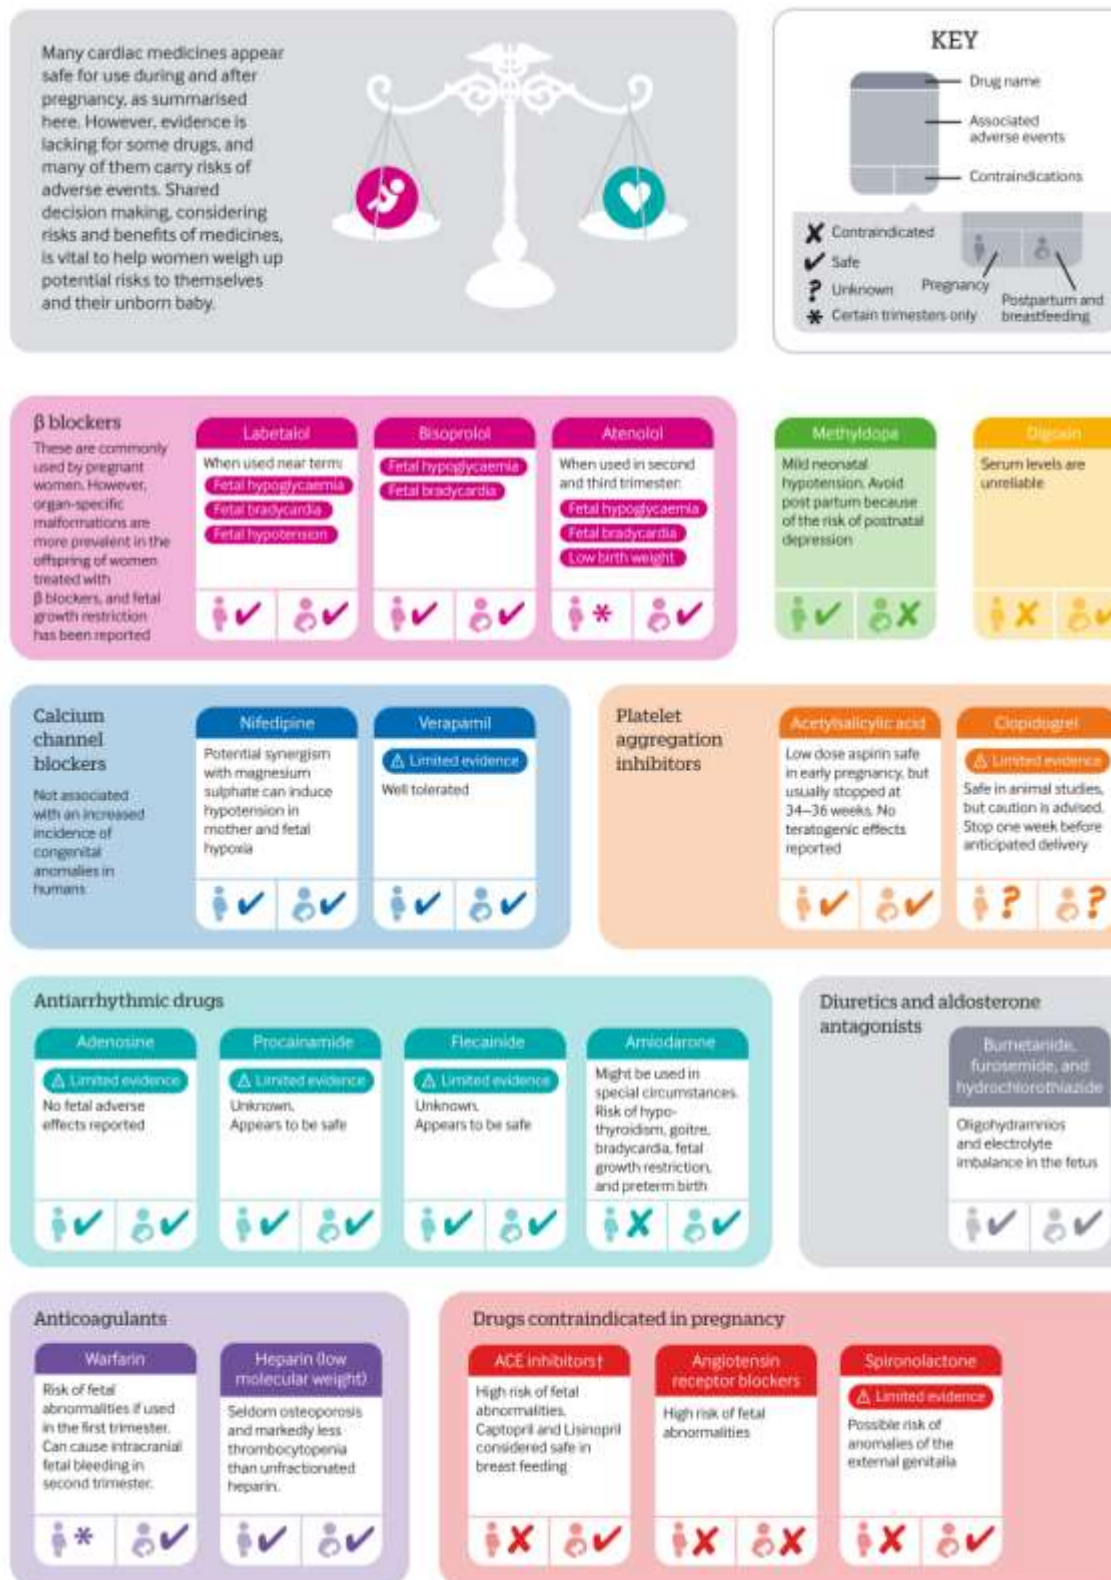 Many cardiac medicines appear
safe for use during and after
pregnancy, as summarised
here. However, evidence is
lacking for some drugs, and
many of them carry risks of
adverse events. Shared
decision making, considering
risks and benefits of medicines,
is vital to help women weigh up
potential risks to themselves
and their unborn baby.
KEY
Drug name
Associated
adverse events
Contraindications
Contraindicated
Safe
Unknown
Certain trimesters only
Pregnancy
Postpartum and
breastfeeding
β blockers
These are commonly
used by pregnant
women. However,
organ-specific
malformations are
more prevalent in the
offspring of women
treated with
β blockers, and fetal
growth restriction
has been reported
Labetalol
When used near term:
Fetal hypoglycaemia
Fetal bradycardia
Fetal hypotension
Bisoprolol
Fetal hypoglycaemia
Fetal bradycardia
Atenolol
When used in second
and third trimester:
Fetal hypoglycaemia
Fetal bradycardia
Low birth weight
Methyldopa
Mild neonatal
hypotension. Avoid
post partum because
of the risk of postnatal
depression
Digoxin
Serum levels are
unreliable
Calcium
channel
blockers
Not associated
with an increased
incidence of
congenital
anomalies in
humans
Nifedipine
Potential synergism
with magnesium
sulphate can induce
hypotension in
mother and fetal
hypoxia
Verapamil
Limited evidence
Well tolerated
Platelet
aggregation
inhibitors
Acetylsalicylic acid
Low dose aspirin safe
in early pregnancy, but
usually stopped at
34–36 weeks. No
teratogenic effects
reported
Clopidogrel
Limited evidence
Safe in animal studies,
but caution is advised.
Stop one week before
anticipated delivery
Antiarrhythmic drugs
Adenosine
Limited evidence
No fetal adverse
effects reported
Procainamide
Limited evidence
Unknown.
Appears to be safe
Flecainide
Limited evidence
Unknown.
Appears to be safe
Amiodarone
Might be used in
special circumstances.
Risk of hypo-
thyroidism, goitre,
bradycardia, fetal
growth restriction,
and preterm birth
Diuretics and aldosterone
antagonists
Bumetanide,
furosemide, and
hydrochlorothiazide
Oligohydramnios
and electrolyte
imbalance in the fetus
Anticoagulants
Warfarin
Risk of fetal
abnormalities if used
in the first trimester.
Can cause intracranial
fetal bleeding in
second trimester.
Heparin (low
molecular weight)
Seldom osteoporosis
and markedly less
thrombocytopenia
than unfractionated
heparin.
Drugs contraindicated in pregnancy
ACE inhibitors†
High risk of fetal
abnormalities.
Captopril and Lisinopril
considered safe in
breast feeding
Angiotensin
receptor blockers
High risk of fetal
abnormalities
Spironolactone
Limited evidence
Possible risk of
anomalies of the
external genitalia